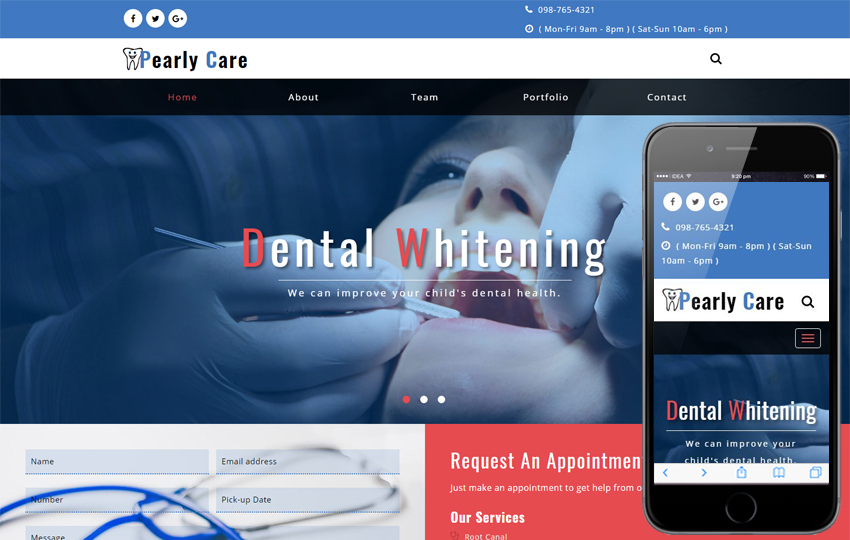 098-765-4321
( Mon-Fri 9am - 8pm ) ( Sat-Sun 10am - 6pm )
Pearly Care
Home About Team Portfolio Contact
Dental Whitening
We can improve your child's dental health.
Name Email address
Number Pick-up Date
Message
Request An Appointmen
Just make an appointment to get help from o
Our Services
Root Canal
IDEA 9:20 pm 90%
098-765-4321
( Mon-Fri 9am - 8pm ) ( Sat-Sun
10am - 6pm )
Pearly Care
Dental Whitening
We can improve your
child's dental health.